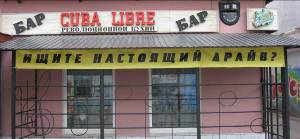 БАР CUBA LIBRE БАР
РЕВОЛЮЦИОННОЙ КУХНИ
ИЩИТЕ НАСТОЯЩИЙ ДРАЙВ?